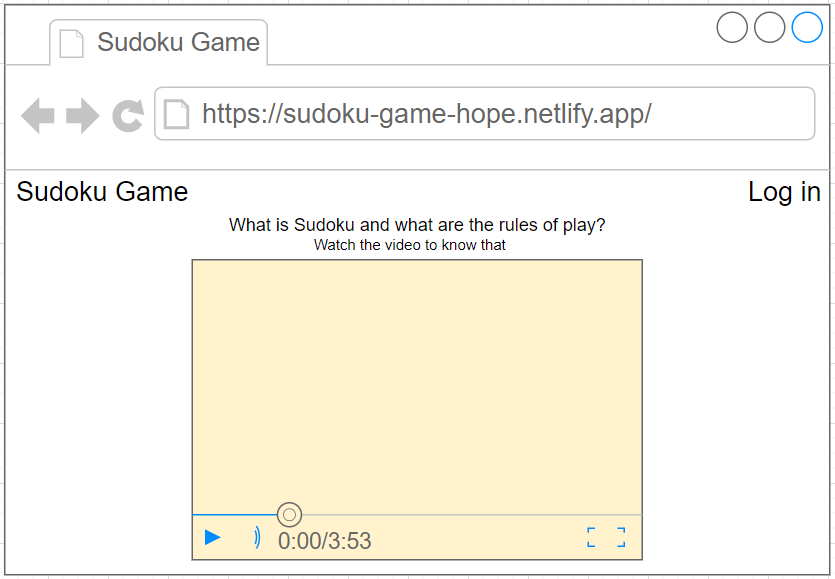 Sudoku Game
https://sudoku-game-hope.netlify.app/
Sudoku Game
Log in
What is Sudoku and what are the rules of play?
Watch the video to know that
0:00/3:53